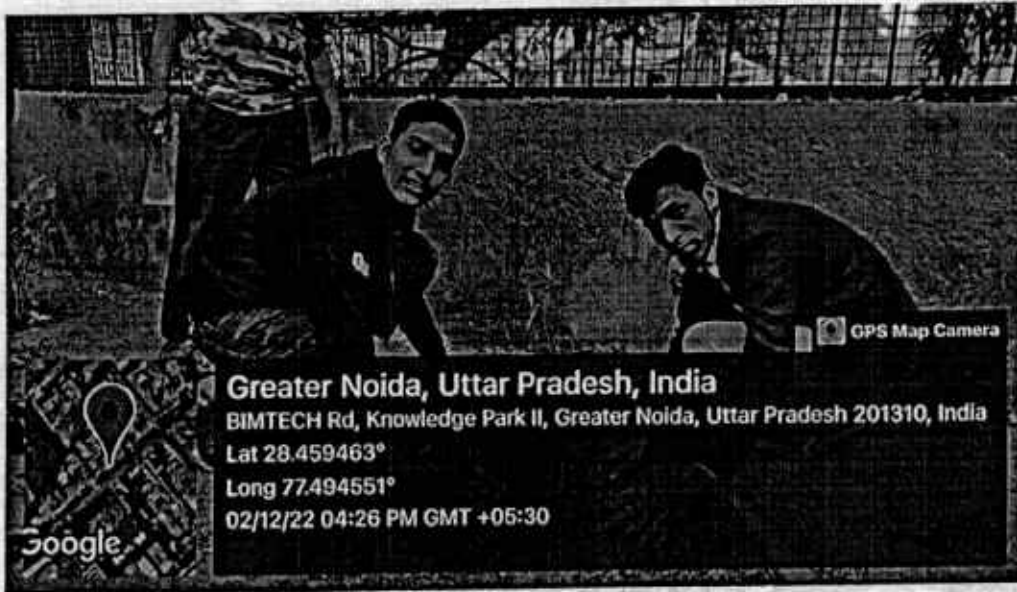 GPS Map Camera
Greater Noida, Uttar Pradesh, India
BIMTECH Rd, Knowledge Park II, Greater Noida, Uttar Pradesh 201310, India
Lat 28.459463°
Long 77.494551°
02/12/22 04:26 PM GMT +05:30
Google